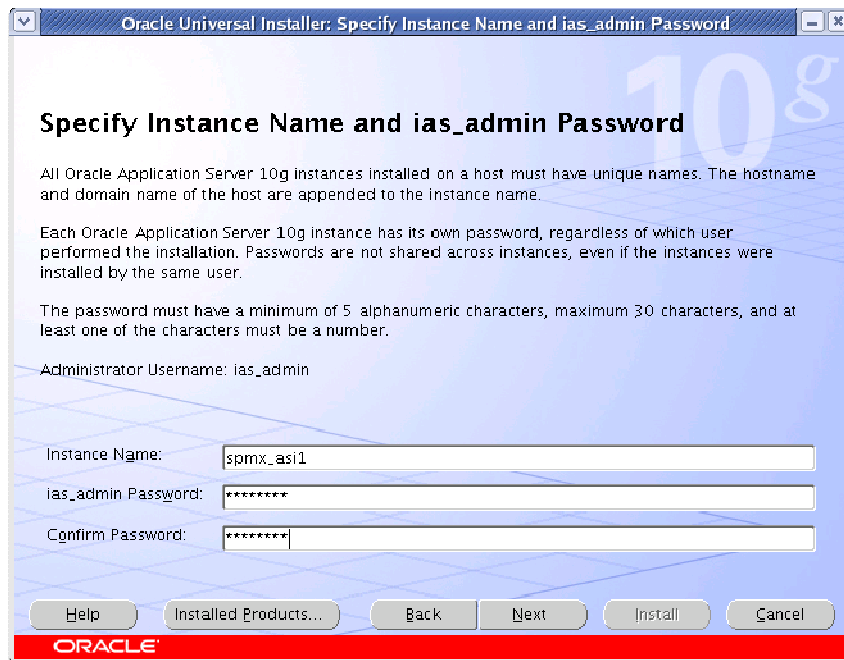 Oracle Universal Installer: Specify Instance Name and ias_admin Password
10g
Specify Instance Name and ias_admin Password
All Oracle Application Server 10g instances installed on a host must have unique names. The hostname
and domain name of the host are appended to the instance name.
Each Oracle Application Server 10g instance has its own password, regardless of which user
performed the installation. Passwords are not shared across instances, even if the instances were
installed by the same user.
The password must have a minimum of 5 alphanumeric characters, maximum 30 characters, and at
least one of the characters must be a number.
Administrator Username: ias_admin
Instance Name: spmx_asi1
ias_admin Password: ********
Confirm Password: ********
Help Installed Products... Back Next Install Cancel
ORACLE